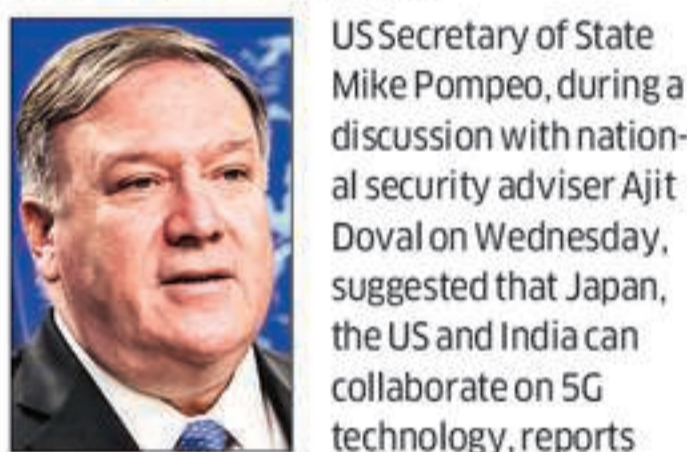 US Secretary of State
Mike Pompeo, during a
discussion with nation-
al security adviser Ajit
Doval on Wednesday,
suggested that Japan,
the US and India can
collaborate on 5G
technology, reports